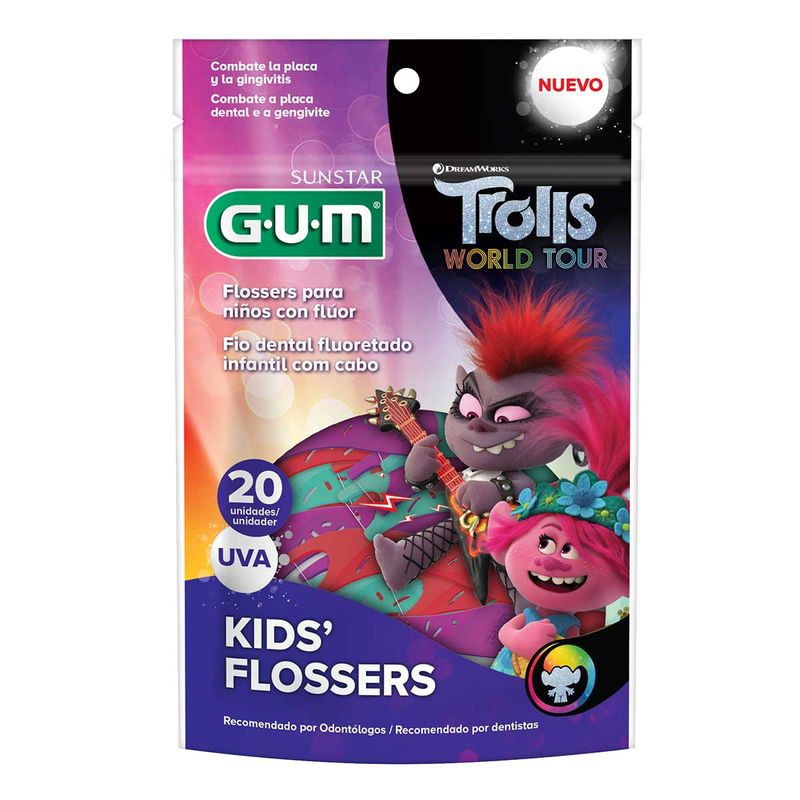 Combate la placa
y la gingivitis
Combate a placa
dental e a gengivite
NUEVO
SUNSTAR
G·U·M®
DREAMWORKS
Trolls
WORLD TOUR
Flossers para
niños con flúor
Fio dental fluoretado
infantil com cabo
20
unidades/
unidader
UVA
KIDS'
FLOSSERS
Recomendado por Odontólogos / Recomendado por dentistas